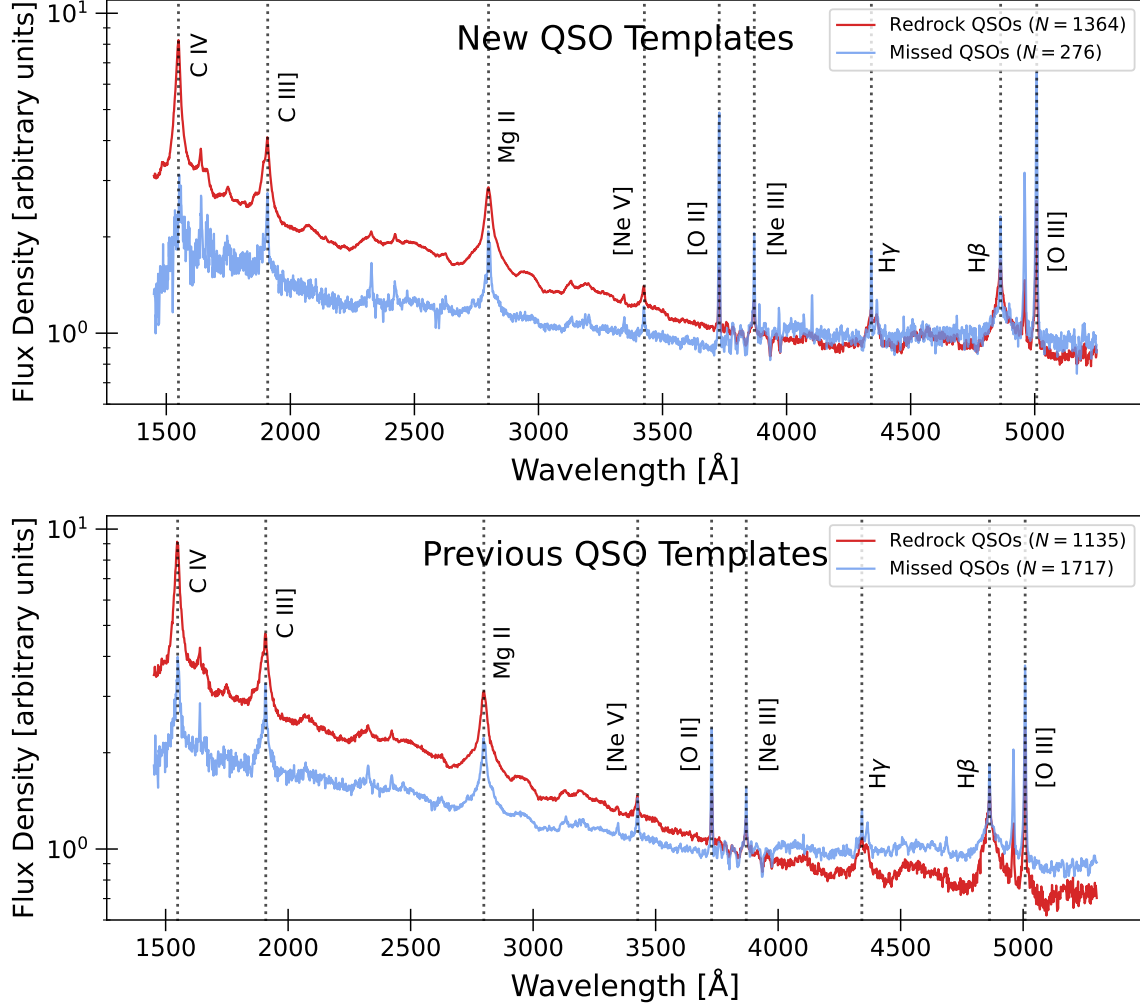 New QSO Templates
Redrock QSOs (N = 1364)
Missed QSOs (N = 276)
Flux Density [arbitrary units]
10¹
10⁰
C IV
C III]
Mg II
[Ne V]
[O II]
[Ne III]
Hγ
Hβ
[O III]
1500 2000 2500 3000 3500 4000 4500 5000
Wavelength [Å]
Previous QSO Templates
Redrock QSOs (N = 1135)
Missed QSOs (N = 1717)
Flux Density [arbitrary units]
10¹
10⁰
C IV
C III]
Mg II
[Ne V]
[O II]
[Ne III]
Hγ
Hβ
[O III]
1500 2000 2500 3000 3500 4000 4500 5000
Wavelength [Å]